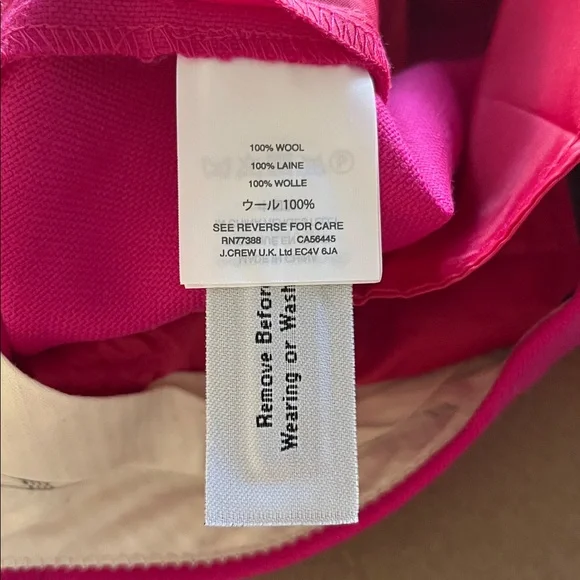 100% WOOL
100% LAINE
100% WOLLE
ウール 100%
SEE REVERSE FOR CARE
RN77388 CA56445
J.CREW U.K. Ltd EC4V 6JA
Remove Before
Wearing or Wash